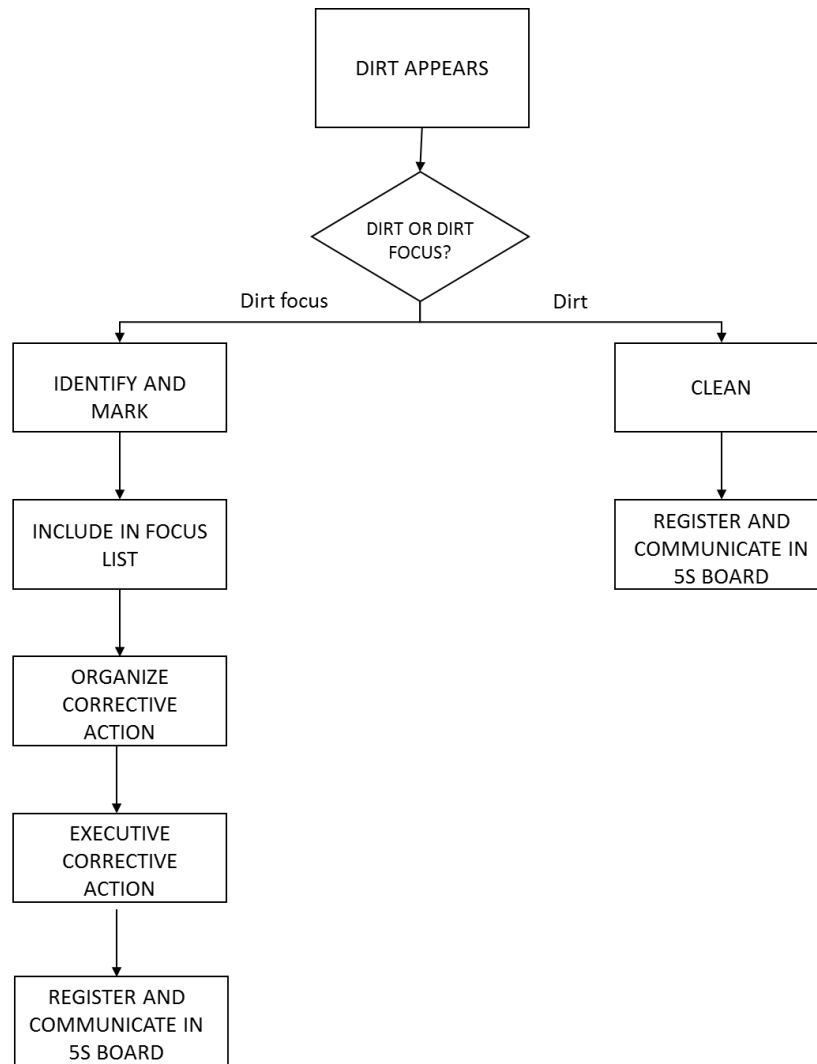 DIRT APPEARS
DIRT OR DIRT
FOCUS?
Dirt focus
Dirt
IDENTIFY AND
MARK
CLEAN
INCLUDE IN FOCUS
LIST
REGISTER AND
COMMUNICATE IN
5S BOARD
ORGANIZE
CORRECTIVE
ACTION
EXECUTIVE
CORRECTIVE
ACTION
REGISTER AND
COMMUNICATE IN
5S BOARD